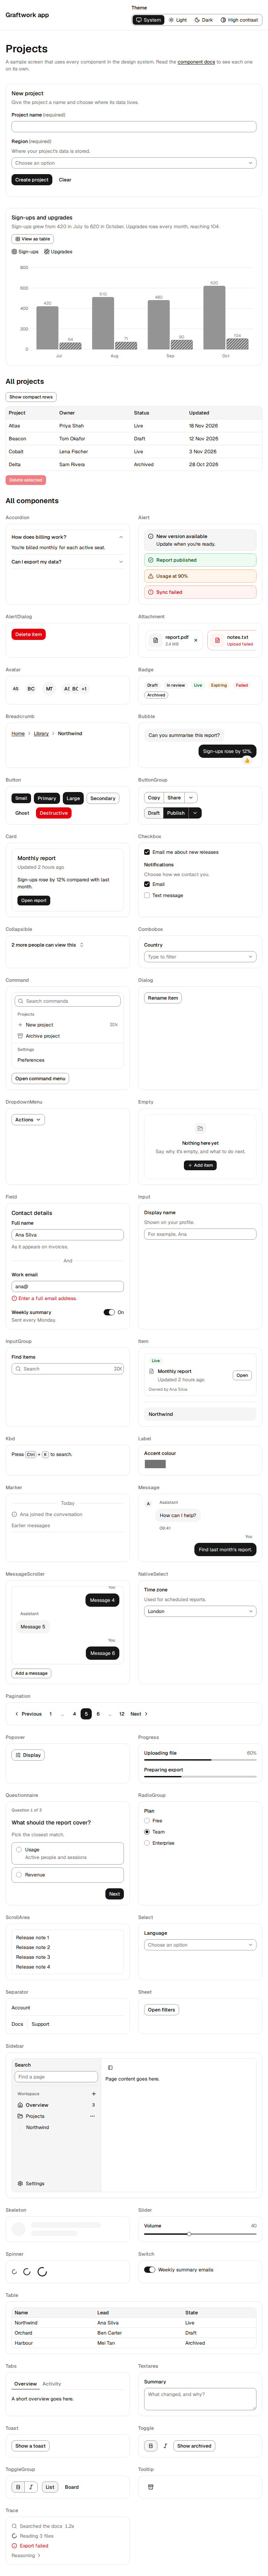 Graftwork app
Theme
System Light Dark High contrast
Projects
A sample screen that uses every component in the design system. Read the component docs to see each one
on its own.
New project
Give the project a name and choose where its data lives.
Project name (required)
Region (required)
Where your project's data is stored.
Choose an option
Create project Clear
Sign-ups and upgrades
Sign-ups grew from 420 in July to 620 in October. Upgrades rose every month, reaching 104.
View as table
Sign-ups Upgrades
800
600
400
200
0
420 64 510 71 480 90 620 104
Jul Aug Sep Oct
All projects
Show compact rows
Project Owner Status Updated
Atlas Priya Shah Live 18 Nov 2026
Beacon Tom Okafor Draft 12 Nov 2026
Cobalt Lena Fischer Live 3 Nov 2026
Delta Sam Rivera Archived 28 Oct 2026
Delete selected
All components
Accordion
How does billing work?
You're billed monthly for each active seat.
Can I export my data?
Alert
New version available
Update when you're ready.
Report published
Usage at 90%
Sync failed
AlertDialog
Delete item
Attachment
report.pdf
2.4 MB
notes.txt
Upload failed
Avatar
AS BC MT AS BC +1
Badge
Draft In review Live Expiring Failed
Archived
Breadcrumb
Home Library Northwind
Bubble
Can you summarise this report?
Sign-ups rose by 12%.
👍
Button
Small Primary Large Secondary
Ghost Destructive
ButtonGroup
Copy Share
Draft Publish
Card
Monthly report
Updated 2 hours ago
Sign-ups rose by 12% compared with last
month.
Open report
Checkbox
Email me about new releases
Notifications
Choose how we contact you.
Email
Text message
Collapsible
2 more people can view this
Combobox
Country
Type to filter
Command
Search commands
Projects
New project
Archive project
Settings
Preferences
Open command menu
Dialog
Rename item
DropdownMenu
Actions
Empty
Nothing here yet
Say why it's empty, and what to do next.
Add item
Field
Contact details
Full name
Ana Silva
As it appears on invoices.
And
Work email
ana@
Enter a full email address.
Weekly summary On
Sent every Monday.
Input
Display name
Shown on your profile.
For example, Ana
InputGroup
Find items
Search ⌘K
Item
Live
Monthly report
Updated 2 hours ago.
Open
Owned by Ana Silva
Northwind
Kbd
Press Ctrl + K to search.
Label
Accent colour
Marker
Today
Ana joined the conversation
Earlier messages
Message
A
Assistant
How can I help?
09:41
You
Find last month's report.
MessageScroller
You
Message 4
Assistant
Message 5
You
Message 6
Add a message
NativeSelect
Time zone
Used for scheduled reports.
London
Pagination
Previous 1 … 4 5 6 … 12 Next
Popover
Display
Progress
Uploading file 60%
Preparing export
Questionnaire
Question 1 of 3
What should the report cover?
Pick the closest match.
Usage
Active people and sessions
Revenue
Next
RadioGroup
Plan
Free
Team
Enterprise
ScrollArea
Release note 1
Release note 2
Release note 3
Release note 4
Select
Language
Choose an option
Separator
Account
Docs Support
Sheet
Open filters
Sidebar
Search
Find a page
Workspace
Overview 3
Projects
Northwind
Settings
Page content goes here.
Skeleton
Slider
Volume 40
Spinner
Switch
Weekly summary emails
Table
Name Lead State
Northwind Ana Silva Live
Orchard Ben Carter Draft
Harbour Mei Tan Archived
Tabs
Overview Activity
A short overview goes here.
Textarea
Summary
What changed, and why?
Toast
Show a toast
Toggle
B I Show archived
ToggleGroup
B I List Board
Tooltip
Trace
Searched the docs 1.2s
Reading 3 files
Export failed
Reasoning